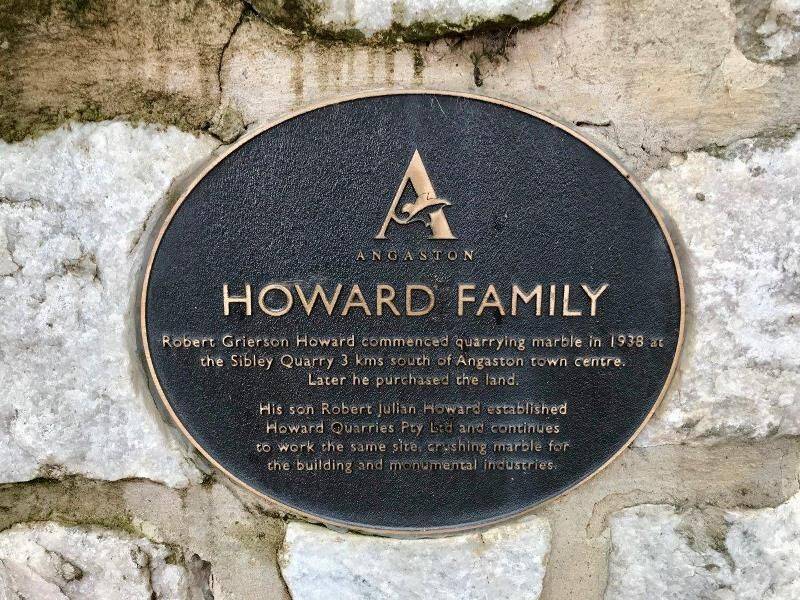 A
ANGASTON
HOWARD FAMILY
Robert Grierson Howard commenced quarrying marble in 1938 at
the Sibley Quarry 3 kms south of Angaston town centre.
Later he purchased the land.
His son Robert Julian Howard established
Howard Quarries Pty Ltd and continues
to work the same site, crushing marble for
the building and monumental industries.